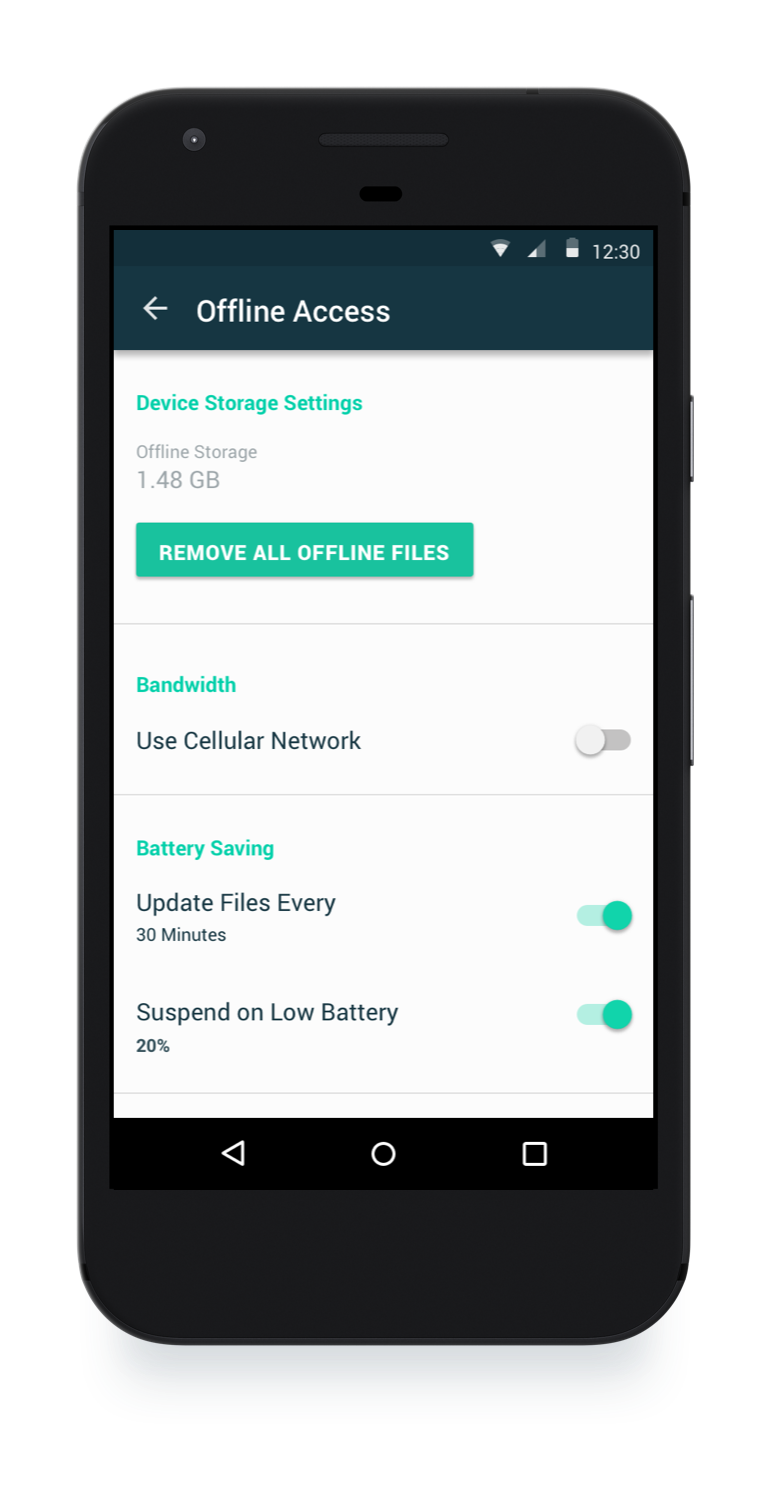 12:30
Offline Access
Device Storage Settings
Offline Storage
1.48 GB
REMOVE ALL OFFLINE FILES
Bandwidth
Use Cellular Network
Battery Saving
Update Files Every
30 Minutes
Suspend on Low Battery
20%